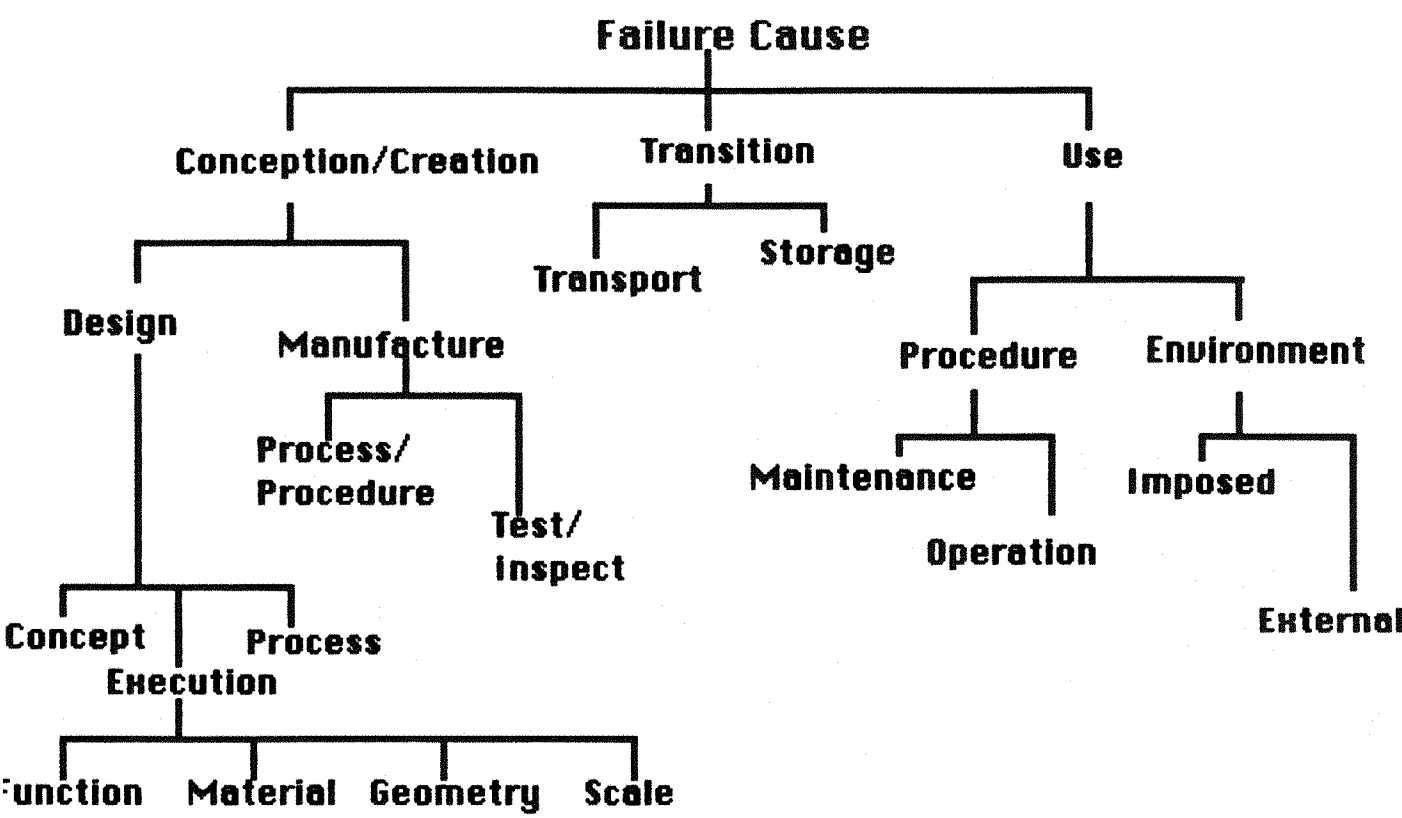 Failure Cause
Conception/Creation
Transition
Use
Transport
Storage
Design
Manufacture
Procedure
Environment
Process/
Procedure
Test/
inspect
Maintenance
Operation
Imposed
External
Concept
Process
Execution
Function
Material
Geometry
Scale